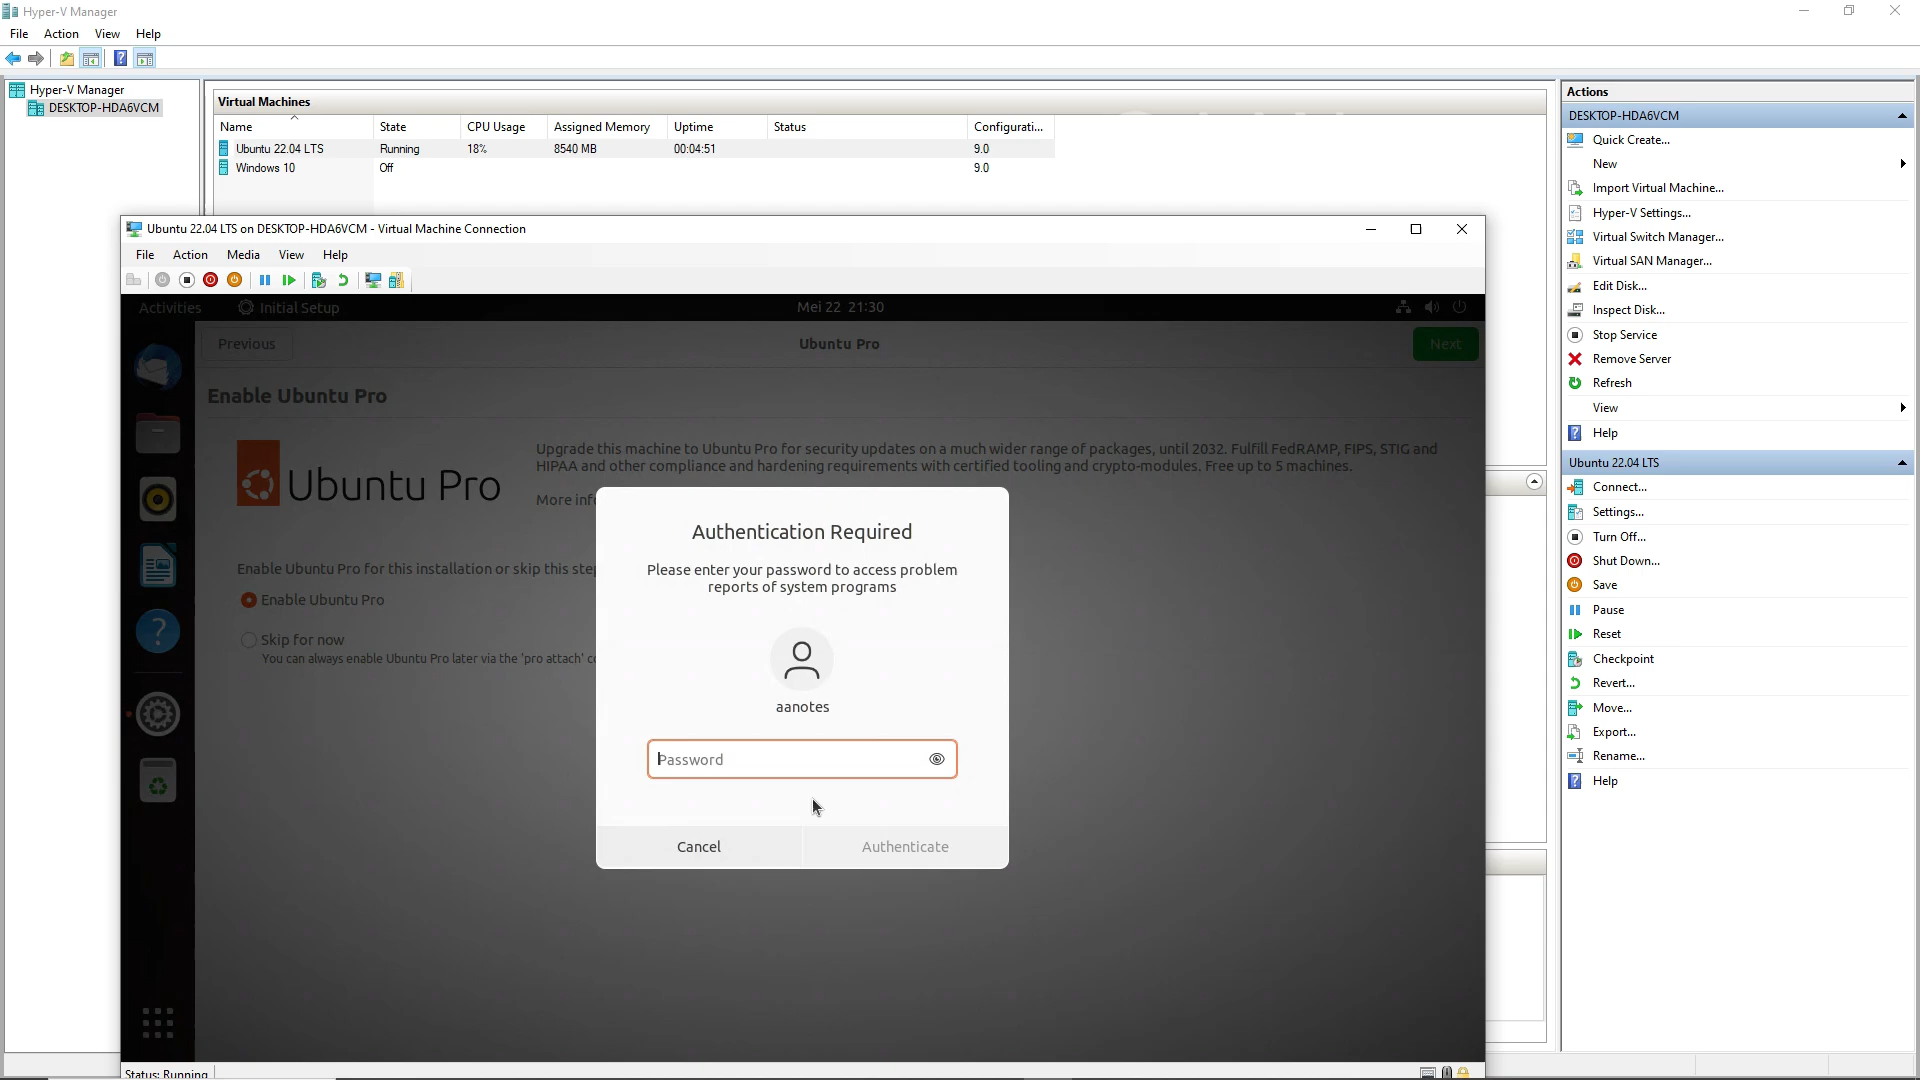 Hyper-V Manager
File Action View Help
Hyper-V Manager
DESKTOP-HDA6VCM
Virtual Machines
Name State CPU Usage Assigned Memory Uptime Status Configurati...
Ubuntu 22.04 LTS Running 18% 8540 MB 00:04:51 9.0
Windows 10 Off 9.0
Ubuntu 22.04 LTS on DESKTOP-HDA6VCM - Virtual Machine Connection
File Action Media View Help
Activities Initial Setup Mei 22 21:30
Previous Ubuntu Pro Next
Enable Ubuntu Pro
Ubuntu Pro
Upgrade this machine to Ubuntu Pro for security updates on a much wider range of packages, until 2032. Fulfill FedRAMP, FIPS, STIG and
HIPAA and other compliance and hardening requirements with certified tooling and crypto-modules. Free up to 5 machines.
More inf
Enable Ubuntu Pro for this installation or skip this ste
Enable Ubuntu Pro
Skip for now
You can always enable Ubuntu Pro later via the 'pro attach' c
Authentication Required
Please enter your password to access problem
reports of system programs
aanotes
Password
Cancel Authenticate
Status: Running
Actions
DESKTOP-HDA6VCM
Quick Create...
New
Import Virtual Machine...
Hyper-V Settings...
Virtual Switch Manager...
Virtual SAN Manager...
Edit Disk...
Inspect Disk...
Stop Service
Remove Server
Refresh
View
Help
Ubuntu 22.04 LTS
Connect...
Settings...
Turn Off...
Shut Down...
Save
Pause
Reset
Checkpoint
Revert...
Move...
Export...
Rename...
Help